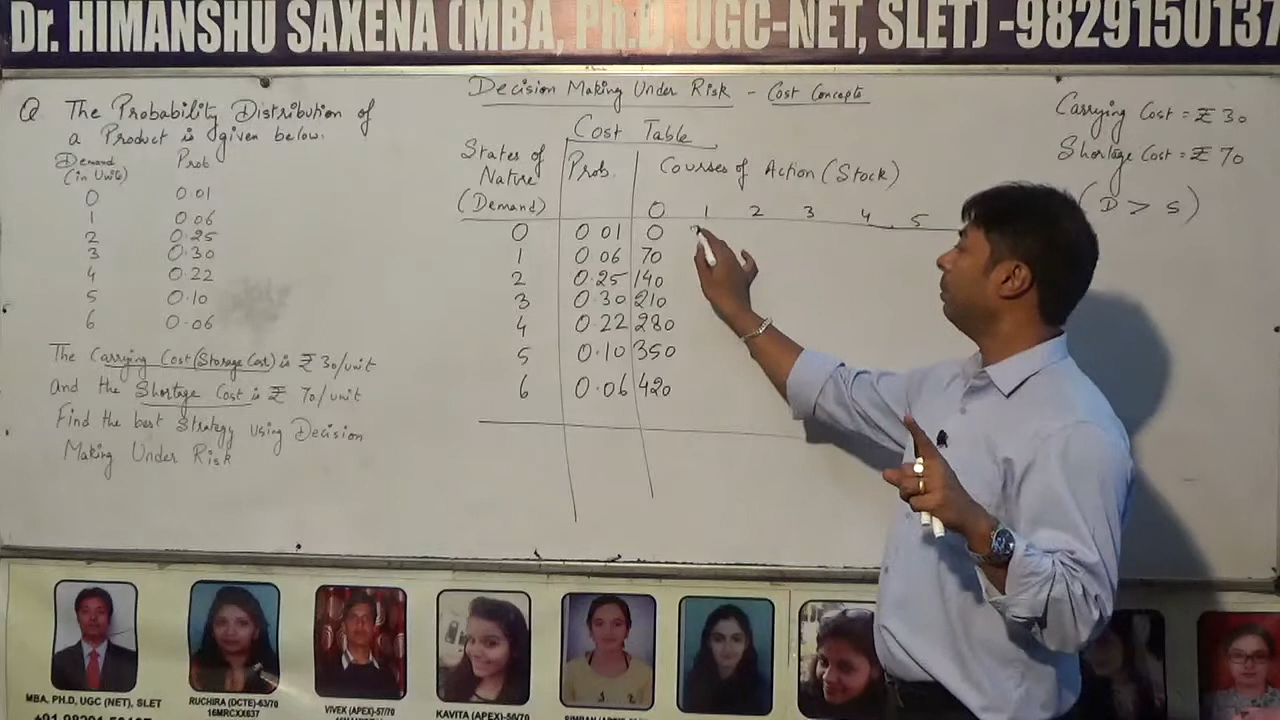 Dr. HIMANSHU SAXENA (MBA, Ph.D, UGC-NET, SLET) -9829150137
Decision Making Under Risk - Cost Concepts
Q The Probability Distribution of
a Product is given below.
Demand Prob.
(in Units)
0 0.01
1 0.06
2 0.25
3 0.30
4 0.22
5 0.10
6 0.06
The Carrying Cost (Storage Cost) is ₹ 30/unit
and the Shortage Cost is ₹ 70/unit
Find the best Strategy using Decision
Making Under Risk
Cost Table
States of Nature (Demand) Prob. Courses of Action (Stock)
0 1 2 3 4 5
0 0.01 0
1 0.06 70
2 0.25 140
3 0.30 210
4 0.22 280
5 0.10 350
6 0.06 420
Carrying Cost = ₹ 30
Shortage Cost = ₹ 70
(D > S)
MBA, PH.D, UGC (NET), SLET
RUCHIRA (DCTE)-63/70
16MRCXX637
VIVEK (APEX)-57/70
KAVITA (APEX)-56/70